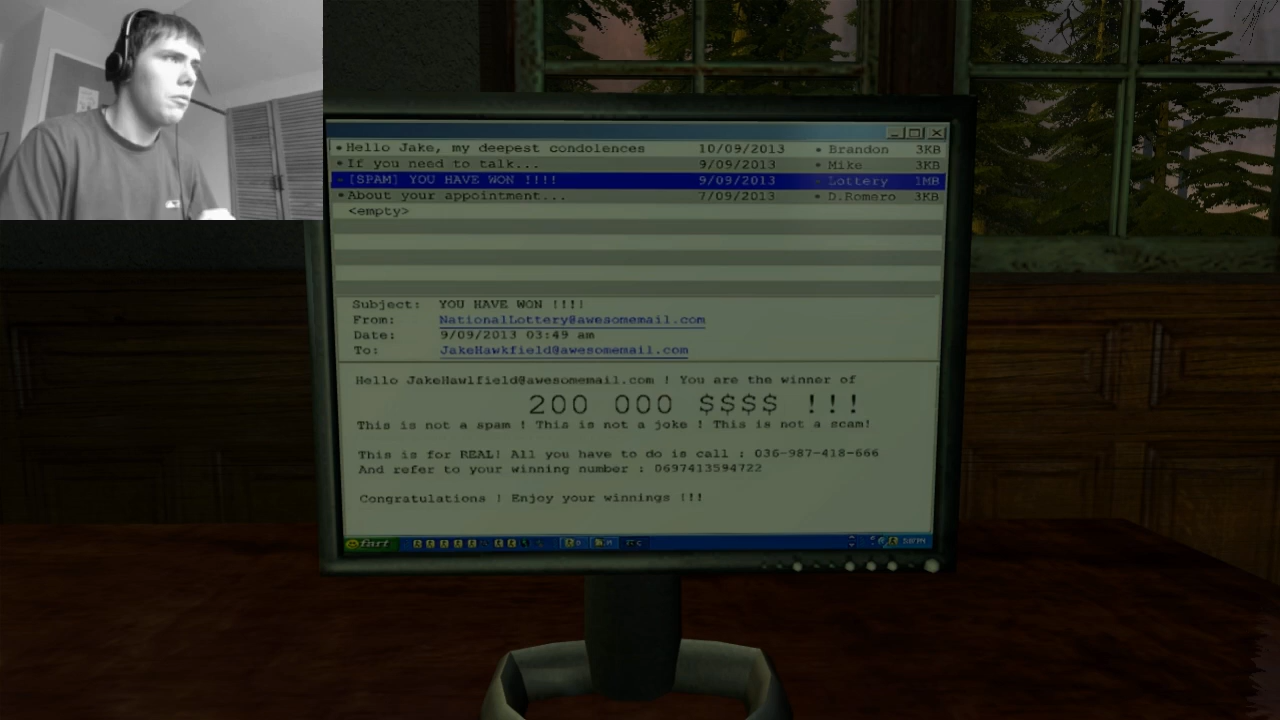 •Hello Jake, my deepest condolences 10/09/2013 • Brandon 3KB
•If you need to talk... 9/09/2013 • Mike 3KB
•[SPAM] YOU HAVE WON !!!! 9/09/2013 • Lottery 1MB
•About your appointment... 7/09/2013 • D.Romero 3KB
<empty>
Subject: YOU HAVE WON !!!!
From: NationalLottery@awesomemail.com
Date: 9/09/2013 03:49 am
To: JakeHawkfield@awesomemail.com
Hello JakeHawlfield@awesomemail.com ! You are the winner of
200 000 $$$$ !!!
This is not a spam ! This is not a joke ! This is not a scam!
This is for REAL! All you have to do is call : 036-987-418-666
And refer to your winning number : 0697413594722
Congratulations ! Enjoy your winnings !!!